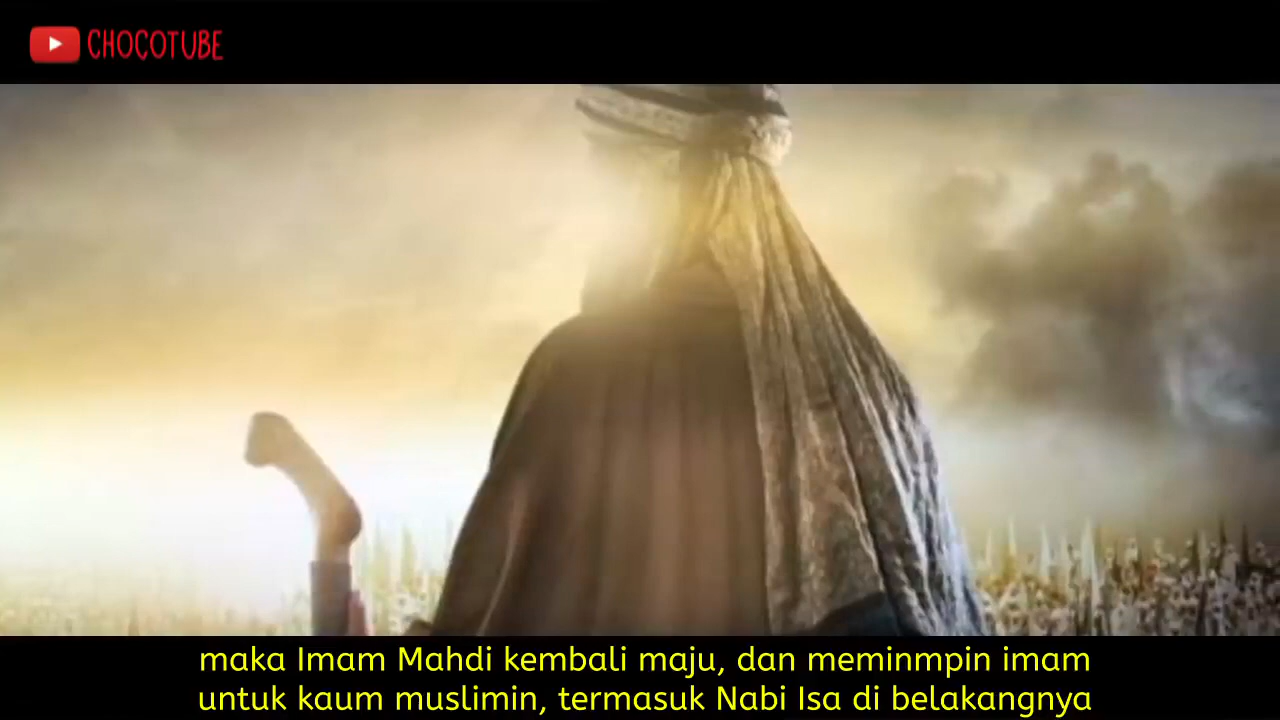 CHOCOTUBE
maka Imam Mahdi kembali maju, dan meminmpin imam
untuk kaum muslimin, termasuk Nabi Isa di belakangnya